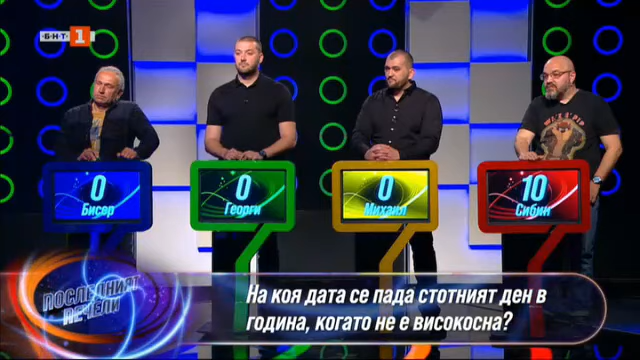 БНТ 1
0
Бисер
0
Георги
0
Михаил
10
Сибин
ПОСЛЕДНИЯТ
ПЕЧЕЛИ
На коя дата се пада стотният ден в
година, когато не е високосна?